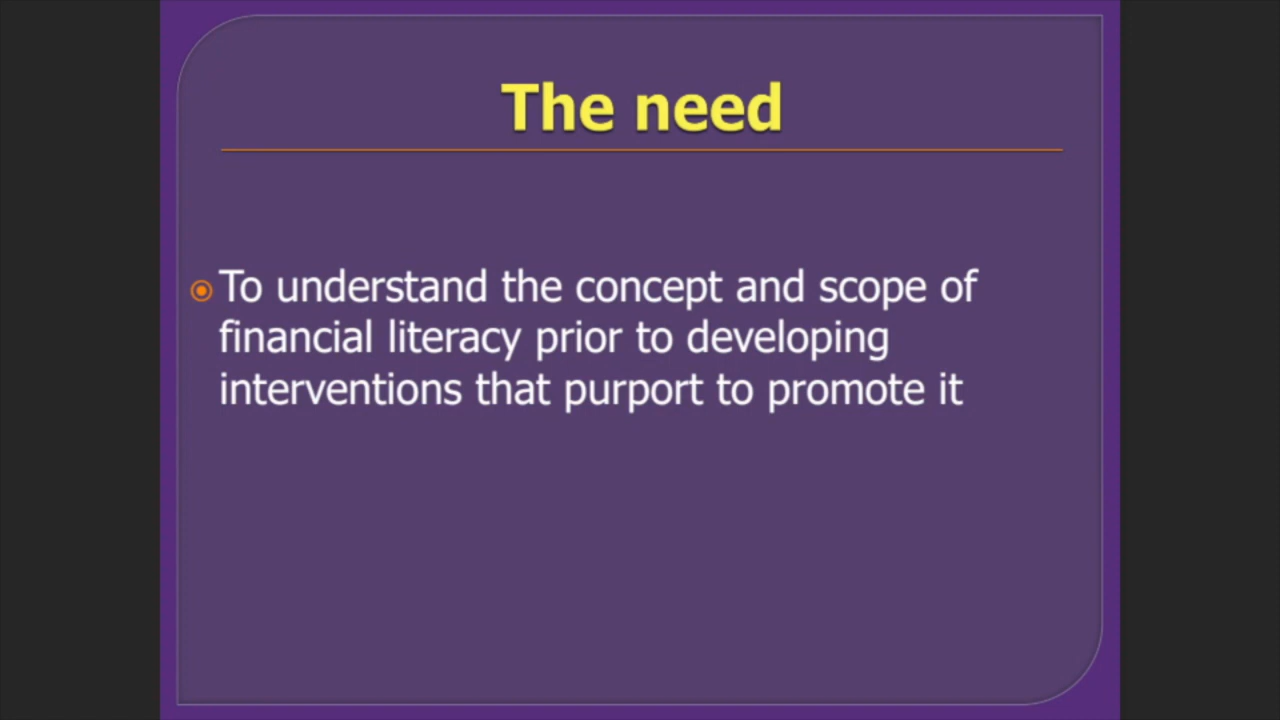 The need
To understand the concept and scope of
financial literacy prior to developing
interventions that purport to promote it